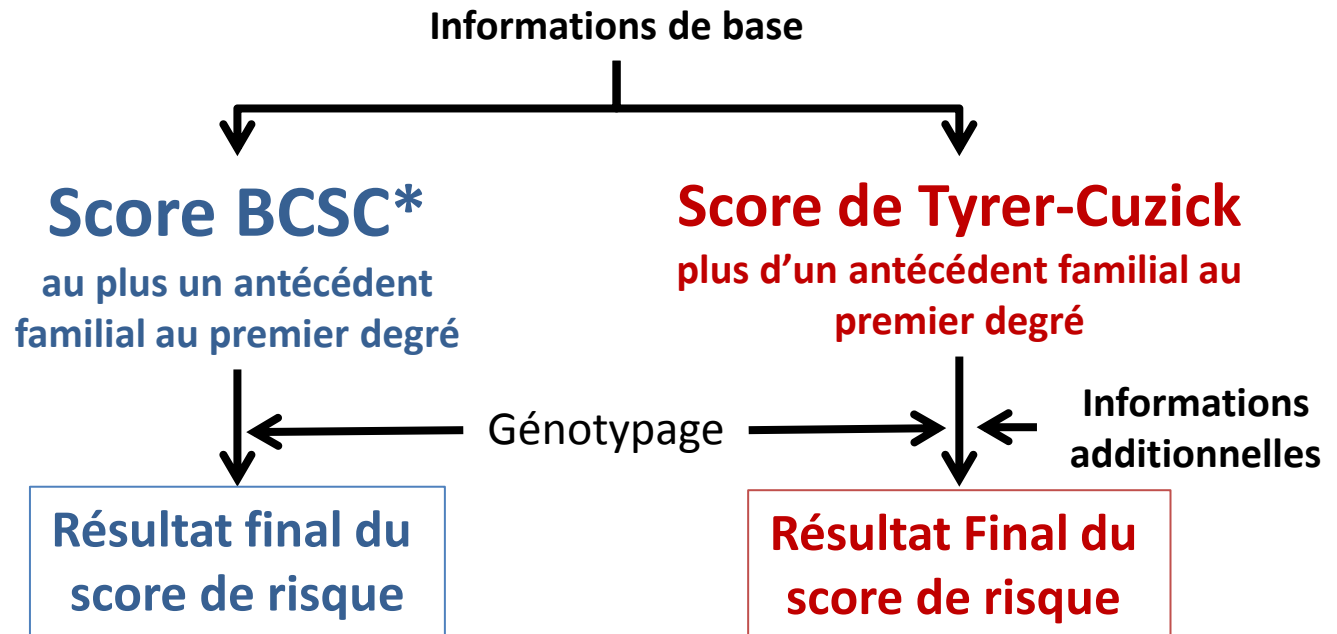 Informations de base
Score BCSC*
au plus un antécédent
familial au premier degré
Score de Tyrer-Cuzick
plus d’un antécédent familial au
premier degré
Génotypage
Informations
additionnelles
Résultat final du
score de risque
Résultat Final du
score de risque